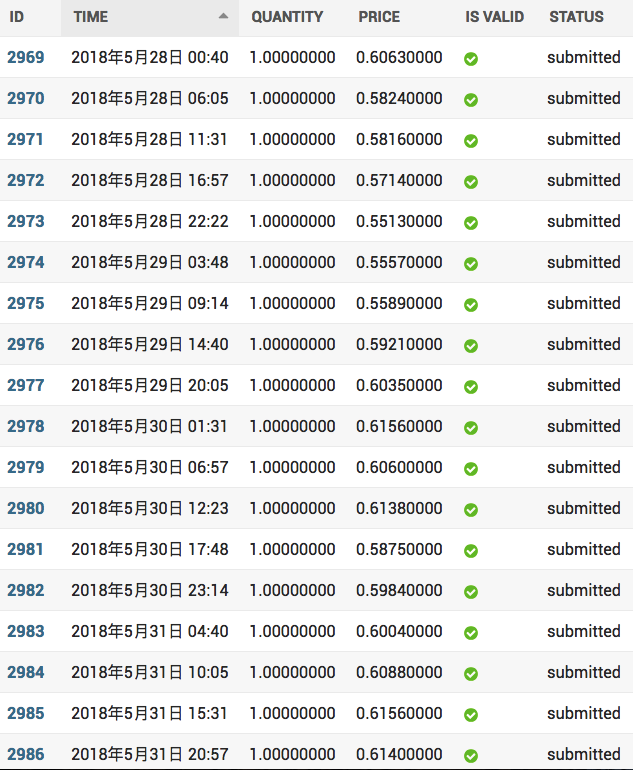 ID TIME QUANTITY PRICE IS VALID STATUS
2969 2018年5月28日 00:40 1.00000000 0.60630000 submitted
2970 2018年5月28日 06:05 1.00000000 0.58240000 submitted
2971 2018年5月28日 11:31 1.00000000 0.58160000 submitted
2972 2018年5月28日 16:57 1.00000000 0.57140000 submitted
2973 2018年5月28日 22:22 1.00000000 0.55130000 submitted
2974 2018年5月29日 03:48 1.00000000 0.55570000 submitted
2975 2018年5月29日 09:14 1.00000000 0.55890000 submitted
2976 2018年5月29日 14:40 1.00000000 0.59210000 submitted
2977 2018年5月29日 20:05 1.00000000 0.60350000 submitted
2978 2018年5月30日 01:31 1.00000000 0.61560000 submitted
2979 2018年5月30日 06:57 1.00000000 0.60600000 submitted
2980 2018年5月30日 12:23 1.00000000 0.61380000 submitted
2981 2018年5月30日 17:48 1.00000000 0.58750000 submitted
2982 2018年5月30日 23:14 1.00000000 0.59840000 submitted
2983 2018年5月31日 04:40 1.00000000 0.60040000 submitted
2984 2018年5月31日 10:05 1.00000000 0.60880000 submitted
2985 2018年5月31日 15:31 1.00000000 0.61560000 submitted
2986 2018年5月31日 20:57 1.00000000 0.61400000 submitted